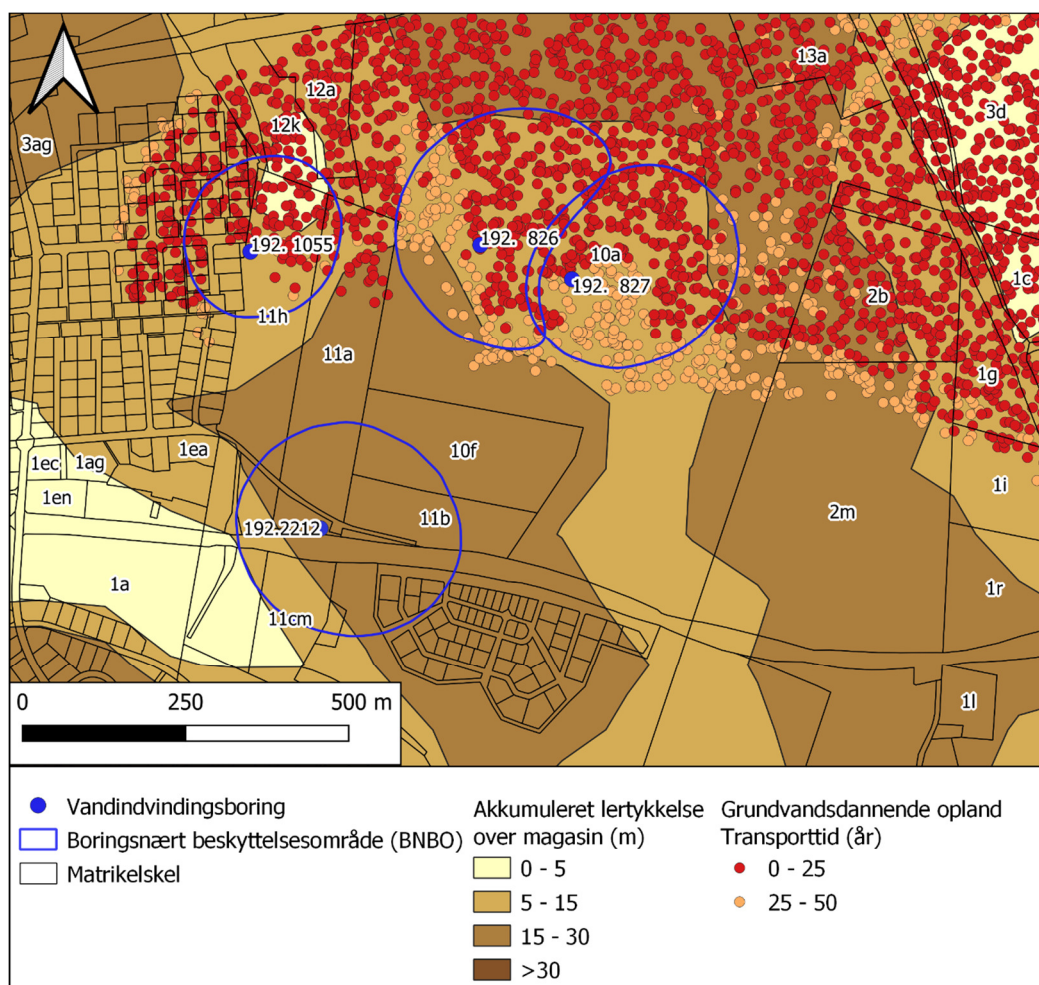 13a
12a
3d
12k
3ag
192. 1055
192. 826
10a
1c
192. 827
2b
11h
11a
1g
1ea
10f
1ec
1ag
1en
1i
11b
2m
192.2212
1a
1r
11cm
0
250
500 m
1l
Vandindvindingsboring
Boringsnært beskyttelsesområde (BNBO)
Matrikelskel
Akkumuleret lertykkelse
over magasin (m)
0 - 5
5 - 15
15 - 30
>30
Grundvandsdannende opland
Transporttid (år)
0 - 25
25 - 50